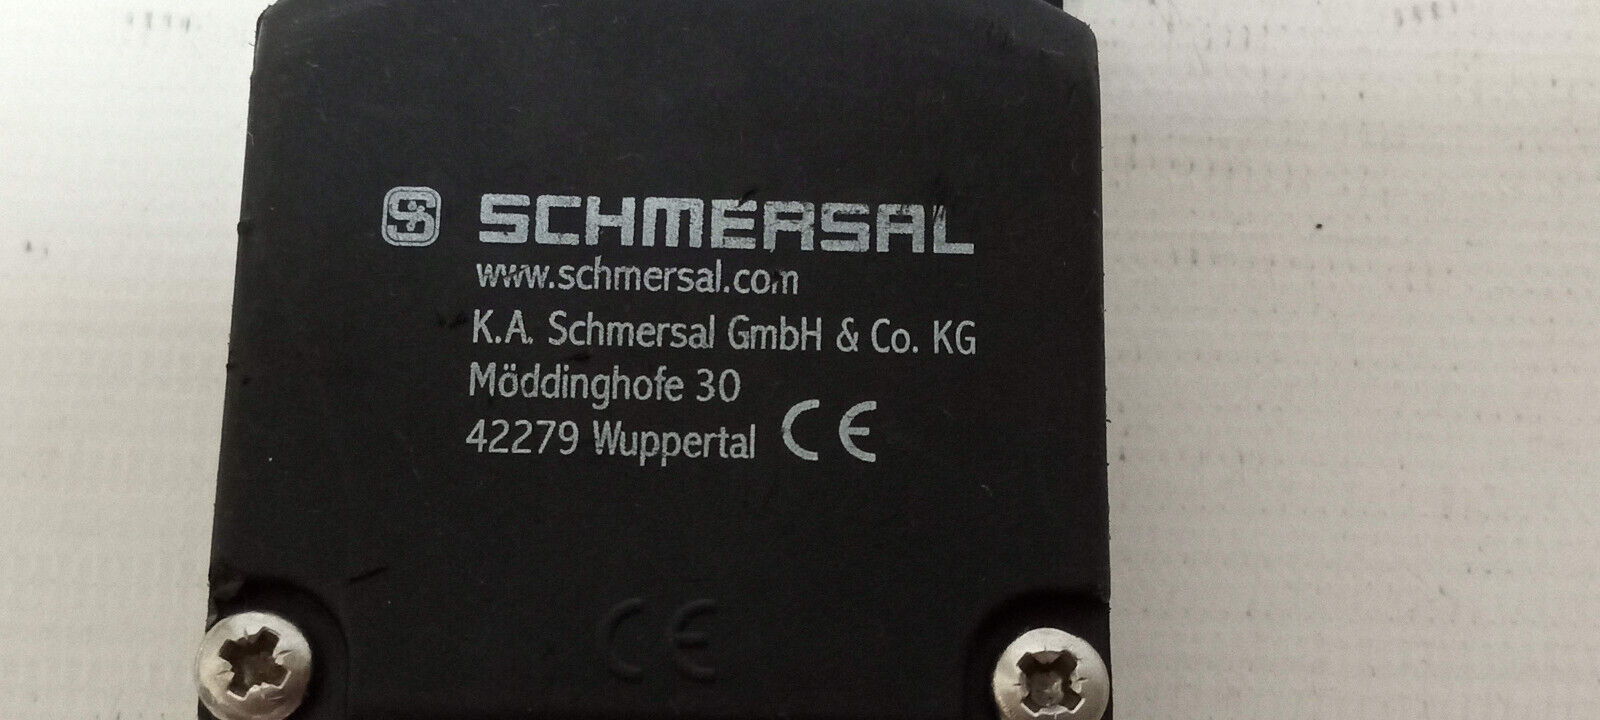 S SCHMERSAL
www.schmersal.com
K.A. Schmersal GmbH & Co. KG
Möddinghofe 30
42279 Wuppertal CE
CE